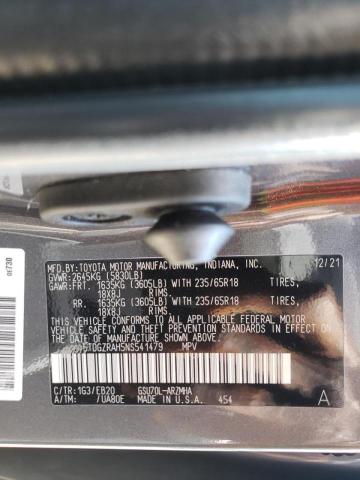 MFD.BY:TOYOTA MOTOR MANUFACTURING, INDIANA, INC. 12/21
GVWR:2645KG (5830LB)
GAWR:FRT. 1635KG (3605LB) WITH 235/65R18 TIRES,
18X8J RIMS
RR. 1635KG (3605LB) WITH 235/65R18 TIRES,
18X8J RIMS
THIS VEHICLE CONFORMS TO ALL APPLICABLE FEDERAL MOTOR
VEHICLE SAFETY STANDARDS IN EFFECT ON THE DATE OF
MANUFACTURE SHOWN ABOVE.
5TDGZRAH5NS541479 MPV
C/TR:1G3/EB20 GSU70L-ARZMHA
A/TM: /UA80E MADE IN U.S.A. 454 A
0E730